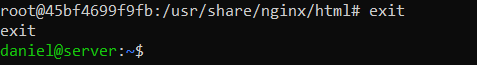 root@45bf4699f9fb:/usr/share/nginx/html# exit
exit
daniel@server:~$